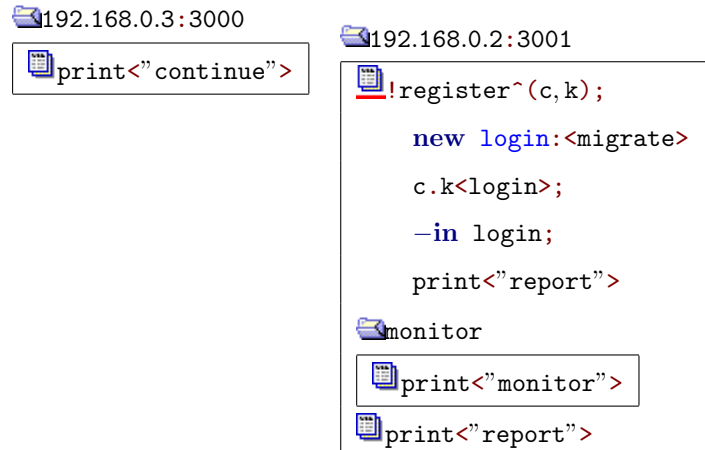 192.168.0.3:3000
print<”continue”>
192.168.0.2:3001
!register^(c,k);
new login:<migrate>
c.k<login>;
−in login;
print<”report”>
monitor
print<”monitor”>
print<”report”>